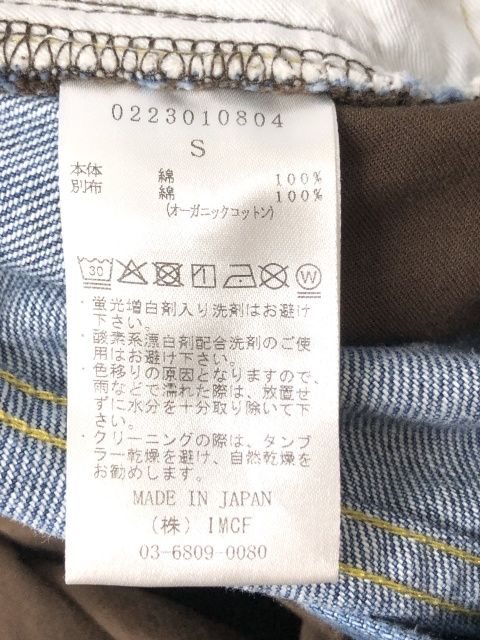 0223010804
S
本体 綿 100%
別布 綿 100%
(オーガニックコットン)
30 W
・蛍光増白剤入り洗剤はお避け
下さい。
・酸素系漂白剤配合洗剤のご使
用はお避け下さい。
・色移りの原因となりますので、
雨などで濡れた際は、放置せ
ずに水分を十分取り除いて下
さい。
・クリーニングの際は、タンブ
ラー乾燥を避け、自然乾燥を
お勧めします。
MADE IN JAPAN
(株) IMCF
03-6809-0080